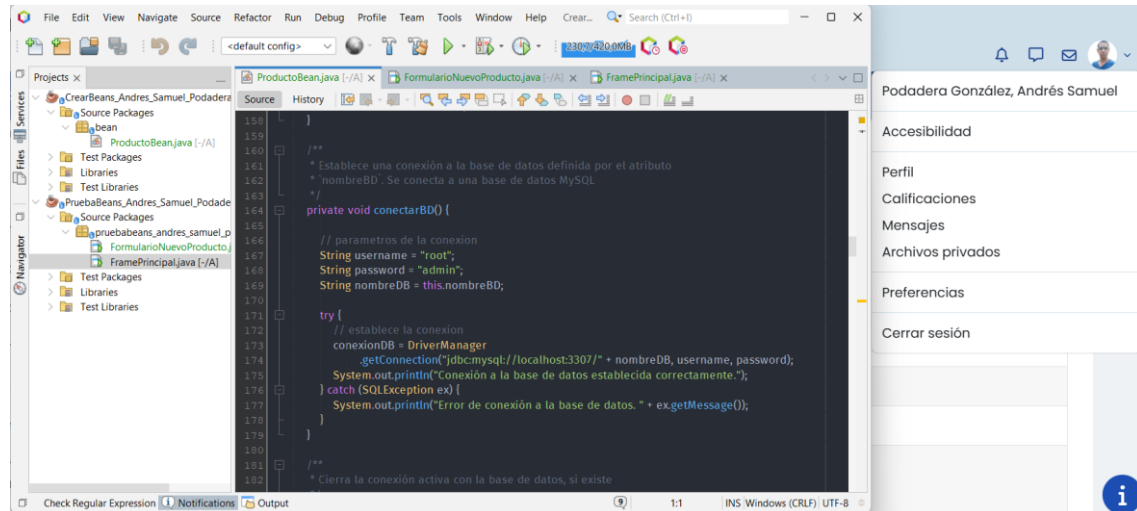 File Edit View Navigate Source Refactor Run Debug Profile Team Tools Window Help Crear... Search (Ctrl+I)
<default config>
230,7/420,0MB
Projects
ProductoBean.java [-/A]
FormularioNuevoProducto.java [-/A]
FramePrincipal.java [-/A]
Source History
Services
Files
Navigator
CrearBeans_Andres_Samuel_Podadera
Source Packages
bean
ProductoBean.java [-/A]
Test Packages
Libraries
Test Libraries
PruebaBeans_Andres_Samuel_Podade
Source Packages
pruebabeans_andres_samuel_p
FormularioNuevoProducto.j
FramePrincipal.java [-/A]
Test Packages
Libraries
Test Libraries
158 }
159
160 /**
161 * Establece una conexión a la base de datos definida por el atributo
162 * `nombreBD`. Se conecta a una base de datos MySQL
163 */
164 private void conectarBD() {
165
166 // parametros de la conexion
167 String username = "root";
168 String password = "admin";
169 String nombreDB = this.nombreBD;
170
171 try {
172 // establece la conexion
173 conexionDB = DriverManager
174 .getConnection("jdbc:mysql://localhost:3307/" + nombreDB, username, password);
175 System.out.println("Conexión a la base de datos establecida correctamente.");
176 } catch (SQLException ex) {
177 System.out.println("Error de conexión a la base de datos. " + ex.getMessage());
178 }
179 }
180
181 /**
182 * Cierra la conexión activa con la base de datos, si existe
Check Regular Expression Notifications Output 9 1:1 INS Windows (CRLF) UTF-8
Podadera González, Andrés Samuel
Accesibilidad
Perfil
Calificaciones
Mensajes
Archivos privados
Preferencias
Cerrar sesión